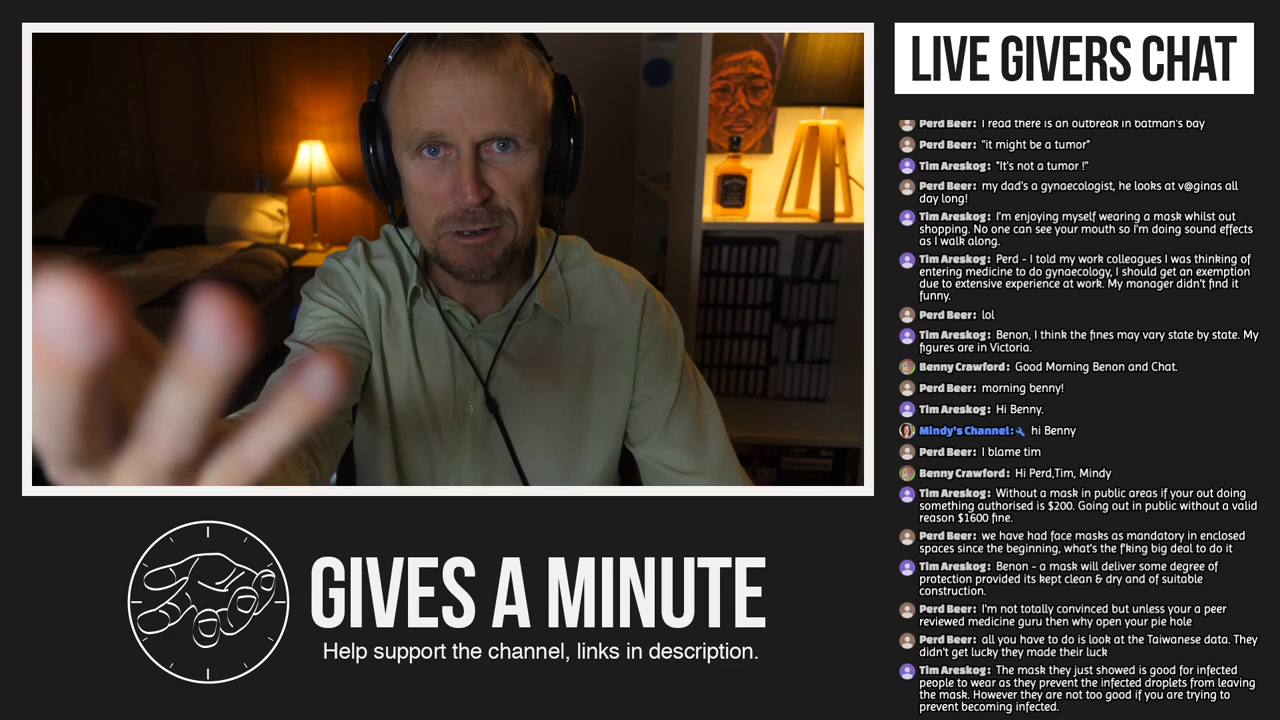 LIVE GIVERS CHAT
Perd Beer: I read there is an outbreak in batman's bay
Perd Beer: "it might be a tumor"
Tim Areskog: "It's not a tumor !"
Perd Beer: my dad's a gynaecologist, he looks at v@ginas all
day long!
Tim Areskog: I'm enjoying myself wearing a mask whilst out
shopping. No one can see your mouth so I'm doing sound effects
as I walk along.
Tim Areskog: Perd - I told my work colleagues I was thinking of
entering medicine to do gynaecology, I should get an exemption
due to extensive experience at work. My manager didn't find it
funny.
Perd Beer: lol
Tim Areskog: Benon, I think the fines may vary state by state. My
figures are in Victoria.
Benny Crawford: Good Morning Benon and Chat.
Perd Beer: morning benny!
Tim Areskog: Hi Benny.
Mindy's Channel: hi Benny
Perd Beer: I blame tim
Benny Crawford: Hi Perd,Tim, Mindy
Tim Areskog: Without a mask in public areas if your out doing
something authorised is $200. Going out in public without a valid
reason $1600 fine.
Perd Beer: we have had face masks as mandatory in enclosed
spaces since the beginning, what's the f'king big deal to do it
Tim Areskog: Benon - a mask will deliver some degree of
protection provided its kept clean & dry and of suitable
construction.
Perd Beer: I'm not totally convinced but unless your a peer
reviewed medicine guru then why open your pie hole
Perd Beer: all you have to do is look at the Taiwanese data. They
didn't get lucky they made their luck
Tim Areskog: The mask they just showed is good for infected
people to wear as they prevent the infected droplets from leaving
the mask. However they are not too good if you are trying to
prevent becoming infected.
GIVES A MINUTE
Help support the channel, links in description.